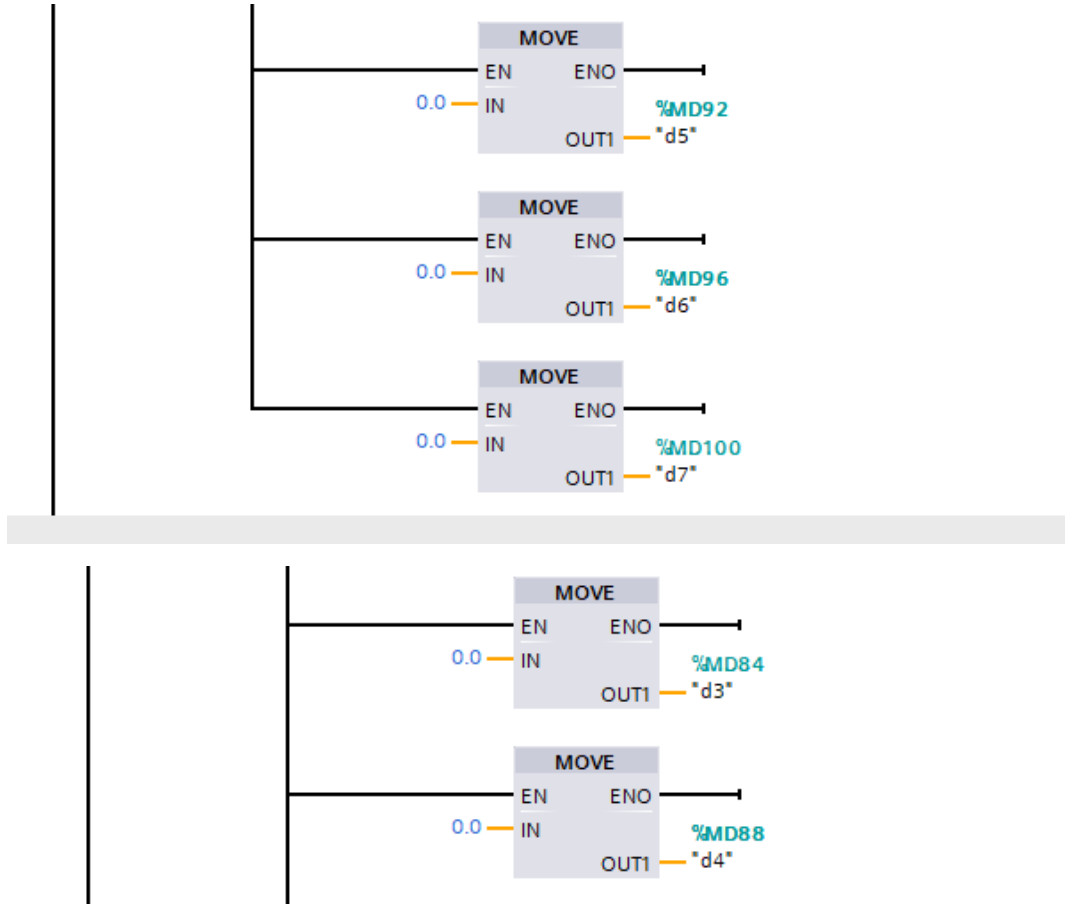 MOVE
EN ENO
0.0 IN
%MD92
OUT1 "d5"
MOVE
EN ENO
0.0 IN
%MD96
OUT1 "d6"
MOVE
EN ENO
0.0 IN
%MD100
OUT1 "d7"
MOVE
EN ENO
0.0 IN
%MD84
OUT1 "d3"
MOVE
EN ENO
0.0 IN
%MD88
OUT1 "d4"